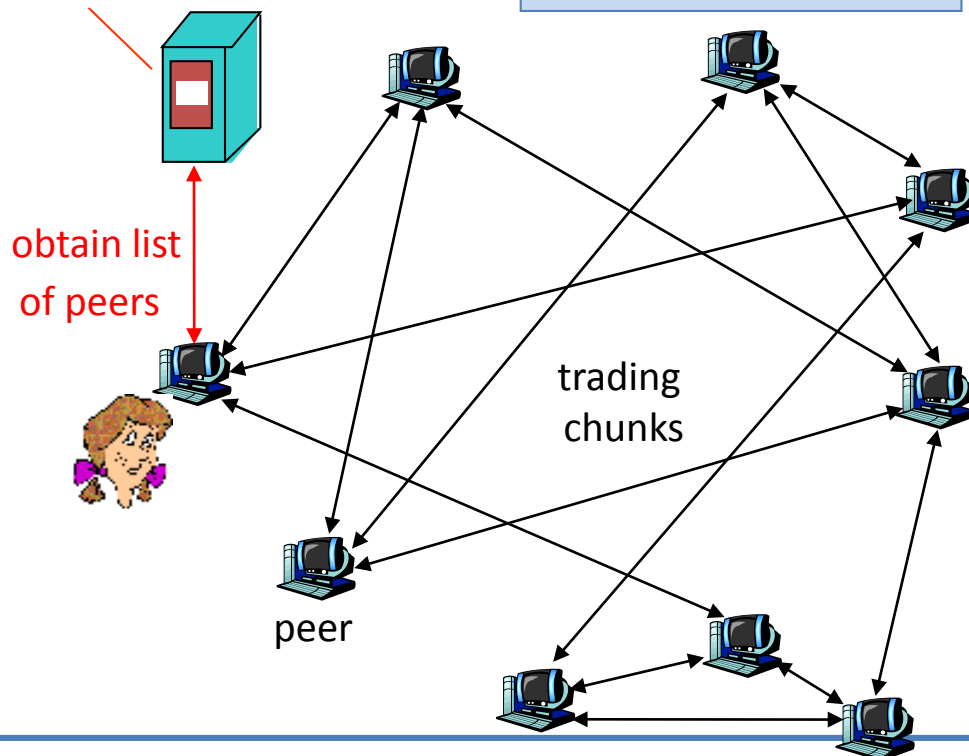 obtain list
of peers
trading
chunks
peer